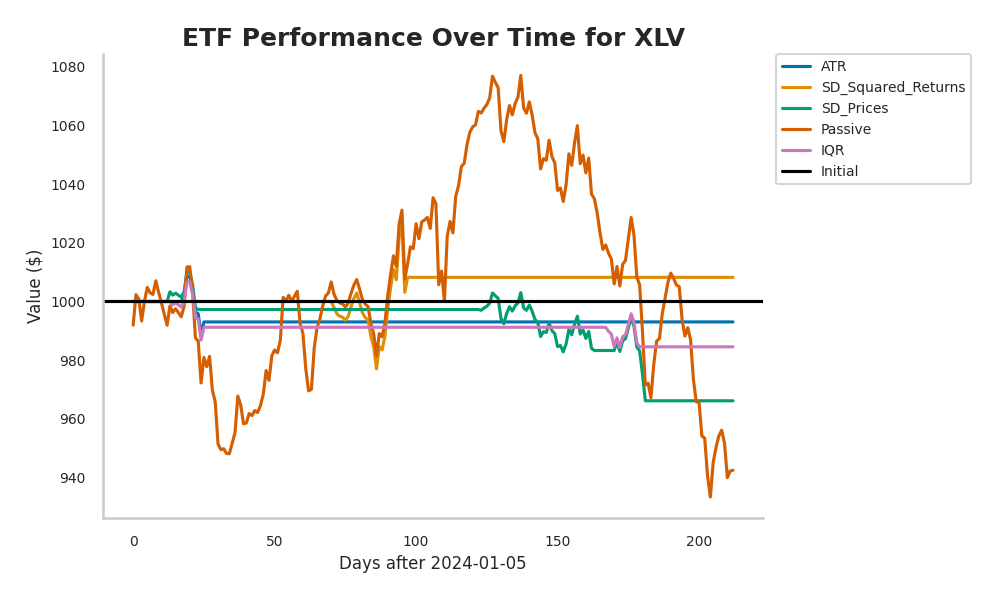 ETF Performance Over Time for XLV
ATR
SD_Squared_Returns
SD_Prices
Passive
IQR
Initial
Value ($)
1080
1060
1040
1020
1000
980
960
940
0 50 100 150 200
Days after 2024-01-05